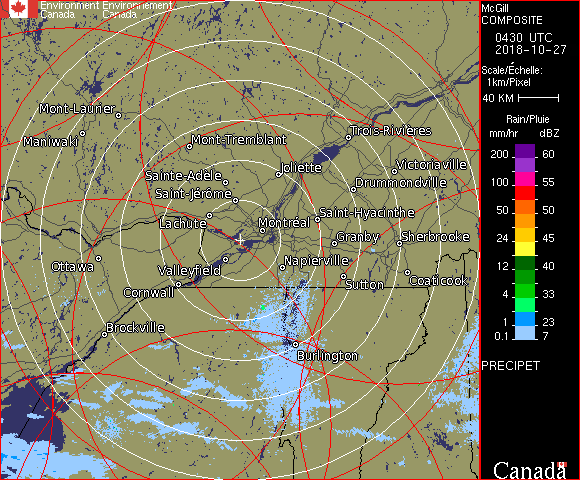 Environment Environnement
Canada Canada
McGill
COMPOSITE
0430 UTC
2018-10-27
Scale/Échelle:
1km/Pixel
40 KM
Rain/Pluie
mm/hr dBZ
200 60
150 57
100 55
50 50
24 45
12 40
4 33
1 23
0.1 7
PRECIPET
Mont-Laurier
Maniwaki
Mont-Tremblant
Trois-Rivières
Joliette
Victoriaville
Sainte-Adèle
Drummondville
Saint-Jérôme
Saint-Hyacinthe
Lachute
Montréal
Granby
Sherbrooke
Ottawa
Valleyfield
Napierville
Sutton
Coaticook
Cornwall
Brockville
Burlington
Canada